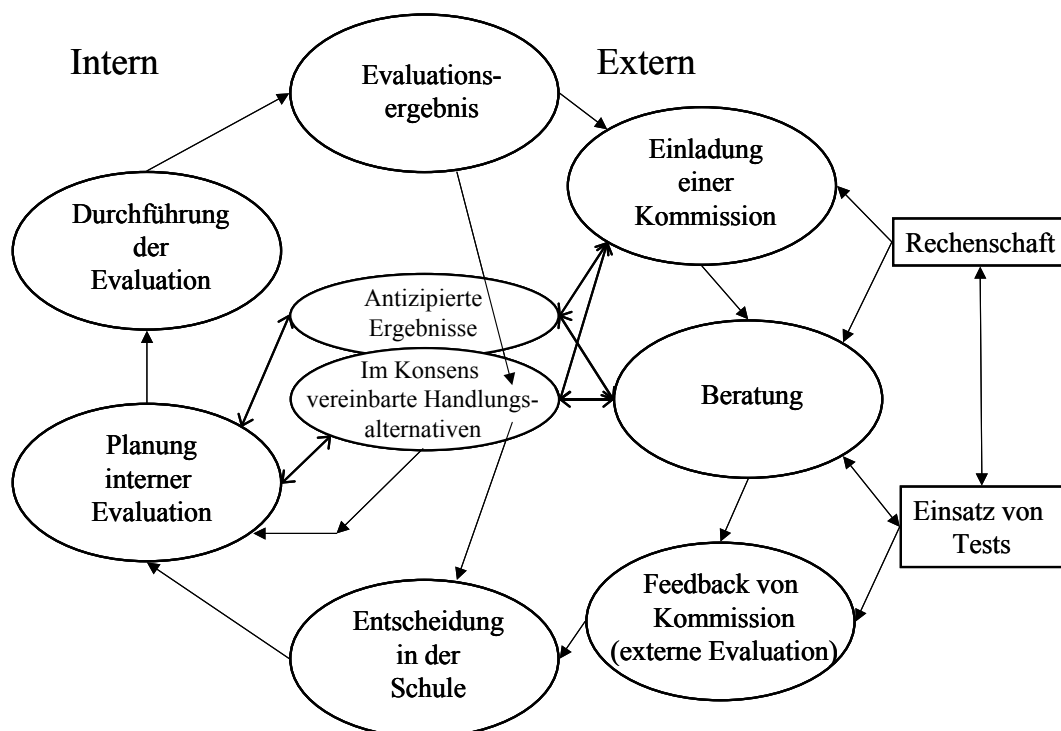 Intern
Extern
Evaluations-
ergebnis
Einladung
einer
Kommission
Durchführung
der
Evaluation
Rechenschaft
Antizipierte
Ergebnisse
Im Konsens
vereinbarte Handlungs-
alternativen
Beratung
Planung
interner
Evaluation
Einsatz von
Tests
Feedback von
Kommission
(externe Evaluation)
Entscheidung
in der
Schule